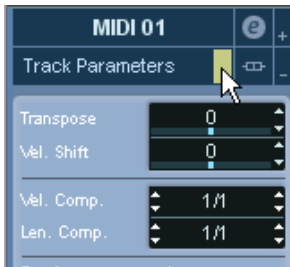 MIDI 01 e +
Track Parameters -
Transpose 0
Vel. Shift 0
Vel. Comp. 1/1
Len. Comp. 1/1